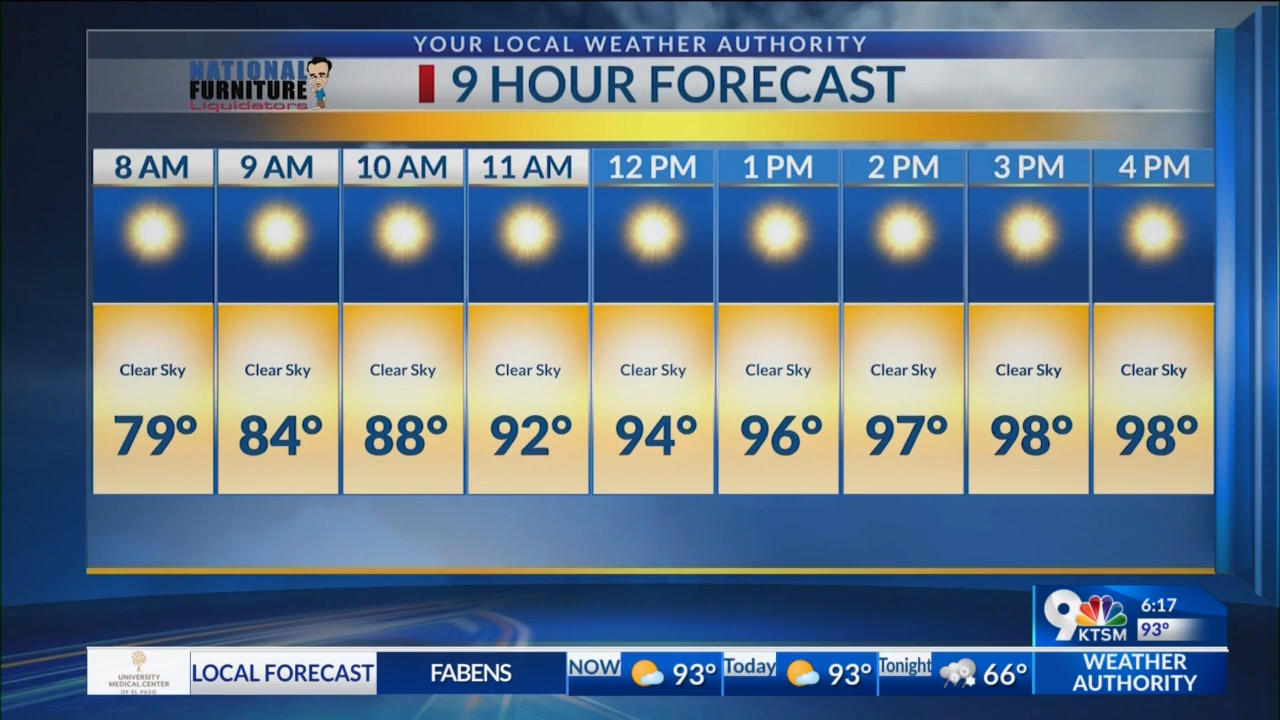 YOUR LOCAL WEATHER AUTHORITY
NATIONAL
FURNITURE
Liquidators
9 HOUR FORECAST
8 AM 9 AM 10 AM 11 AM 12 PM 1 PM 2 PM 3 PM 4 PM
Clear Sky Clear Sky Clear Sky Clear Sky Clear Sky Clear Sky Clear Sky Clear Sky Clear Sky
79° 84° 88° 92° 94° 96° 97° 98° 98°
9 KTSM
6:17
93°
UNIVERSITY
MEDICAL CENTER
OF EL PASO
LOCAL FORECAST FABENS NOW 93° Today 93° Tonight 66°
WEATHER
AUTHORITY